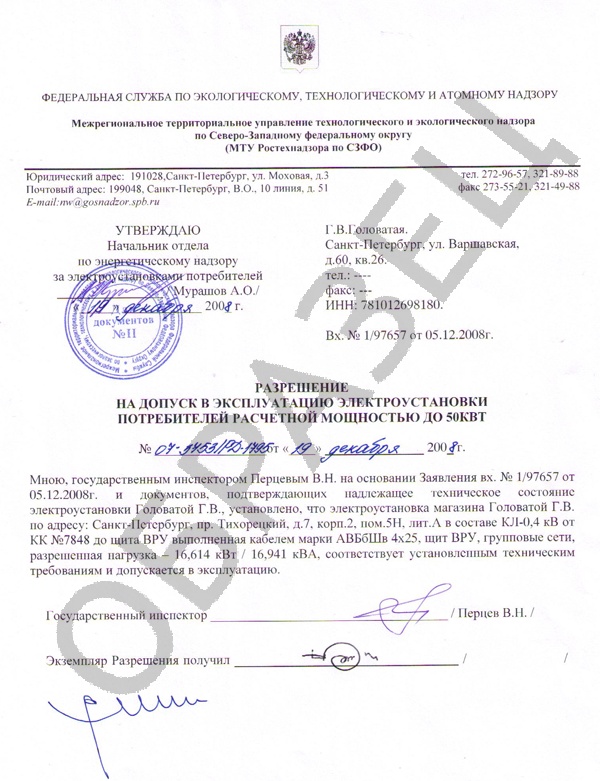 ФЕДЕРАЛЬНАЯ СЛУЖБА ПО ЭКОЛОГИЧЕСКОМУ, ТЕХНОЛОГИЧЕСКОМУ И АТОМНОМУ НАДЗОРУ
Межрегиональное территориальное управление технологического и экологического надзора
по Северо-Западному федеральному округу
(МТУ Ростехнадзора по СЗФО)
Юридический адрес: 191028,Санкт-Петербург, ул. Моховая, д.3
тел. 272-96-57, 321-89-88
Почтовый адрес: 199048, Санкт-Петербург, В.О., 10 линия, д. 51
факс 273-55-21, 321-49-88
E-mail:nw@gosnadzor.spb.ru
УТВЕРЖДАЮ
Начальник отдела
по энергетическому надзору
за электроустановками потребителей
/Мурашов А.О./
« 19 » декабря 2008 г.
документов
№II
Г.В.Головатая.
Санкт-Петербург, ул. Варшавская,
д.60, кв.26.
тел.: ----
факс: ---
ИНН: 781012698180.
Вх. № 1/97657 от 05.12.2008г.
РАЗРЕШЕНИЕ
НА ДОПУСК В ЭКСПЛУАТАЦИЮ ЭЛЕКТРОУСТАНОВКИ
ПОТРЕБИТЕЛЕЙ РАСЧЕТНОЙ МОЩНОСТЬЮ ДО 50КВТ
№ от « 19 » декабря 2008г.
Мною, государственным инспектором Перцевым В.Н. на основании Заявления вх. № 1/97657 от
05.12.2008г. и документов, подтверждающих надлежащее техническое состояние
электроустановки Головатой Г.В., установлено, что электроустановка магазина Головатой Г.В.
по адресу: Санкт-Петербург, пр. Тихорецкий, д.7, корп.2, пом.5Н, лит.А в составе КЛ-0,4 кВ от
КК №7848 до щита ВРУ выполненная кабелем марки АВБбШв 4х25, щит ВРУ, групповые сети,
разрешенная нагрузка – 16,614 кВт / 16,941 кВА, соответствует установленным техническим
требованиям и допускается в эксплуатацию.
Государственный инспектор / Перцев В.Н. /
Экземпляр Разрешения получил / /
ОБРАЗЕЦ